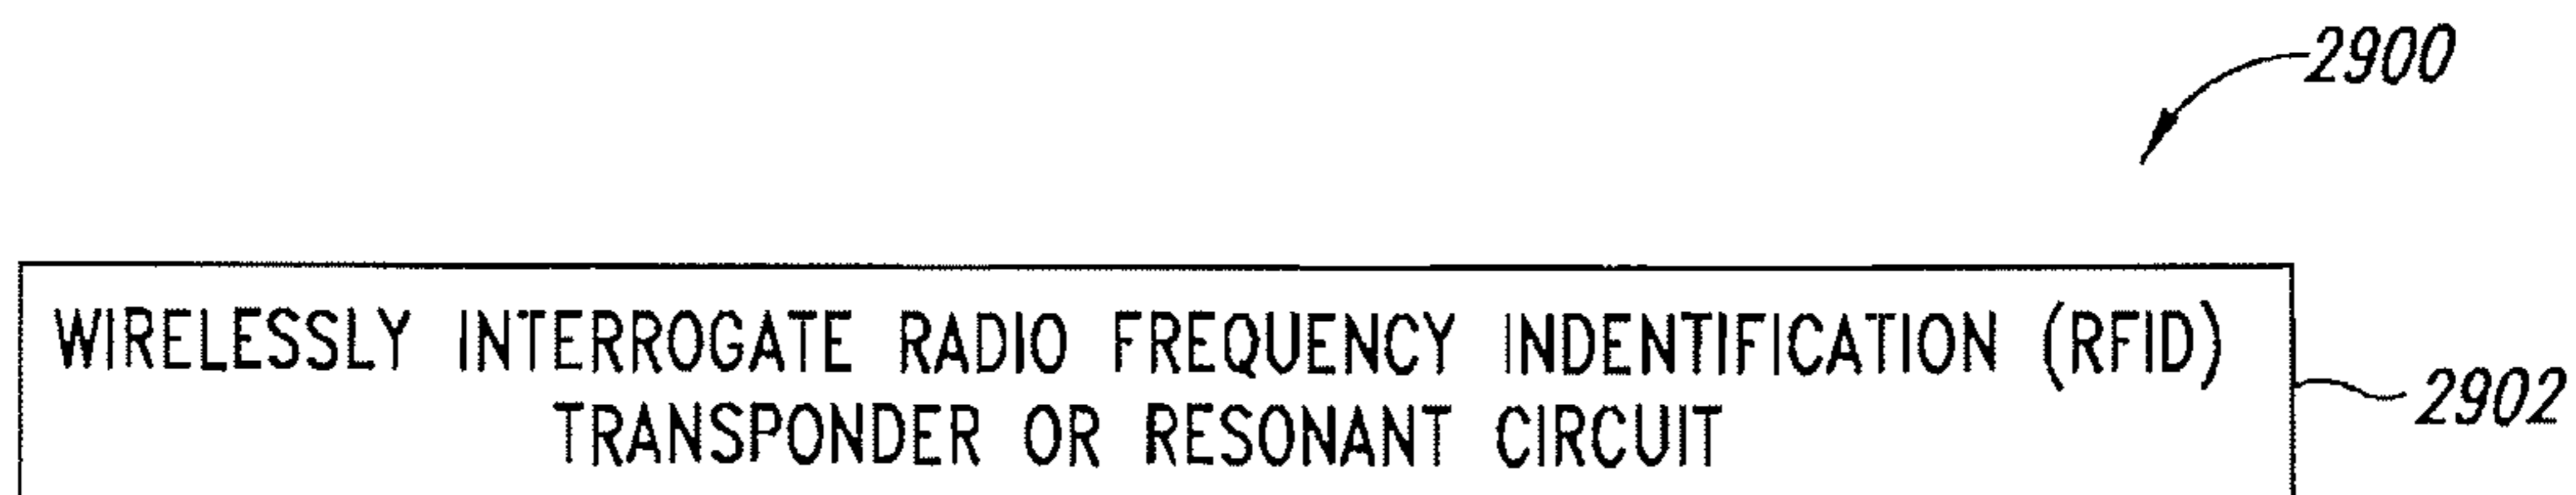 2900
WIRELESSLY INTERROGATE RADIO FREQUENCY INDENTIFICATION (RFID)
TRANSPONDER OR RESONANT CIRCUIT
2902